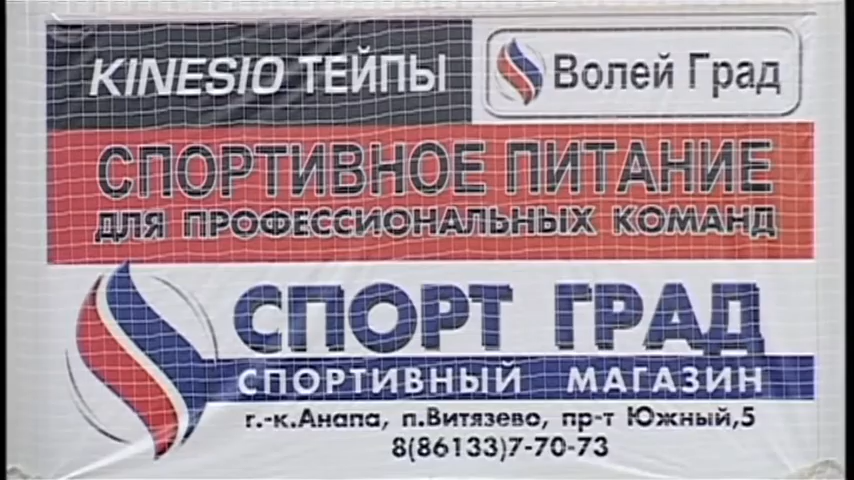 KINESIO ТЕЙПЫ
Волей Град
СПОРТИВНОЕ ПИТАНИЕ
ДЛЯ ПРОФЕССИОНАЛЬНЫХ КОМАНД
СПОРТ ГРАД
СПОРТИВНЫЙ МАГАЗИН
г.-к.Анапа, п.Витязево, пр-т Южный,5
8(86133)7-70-73